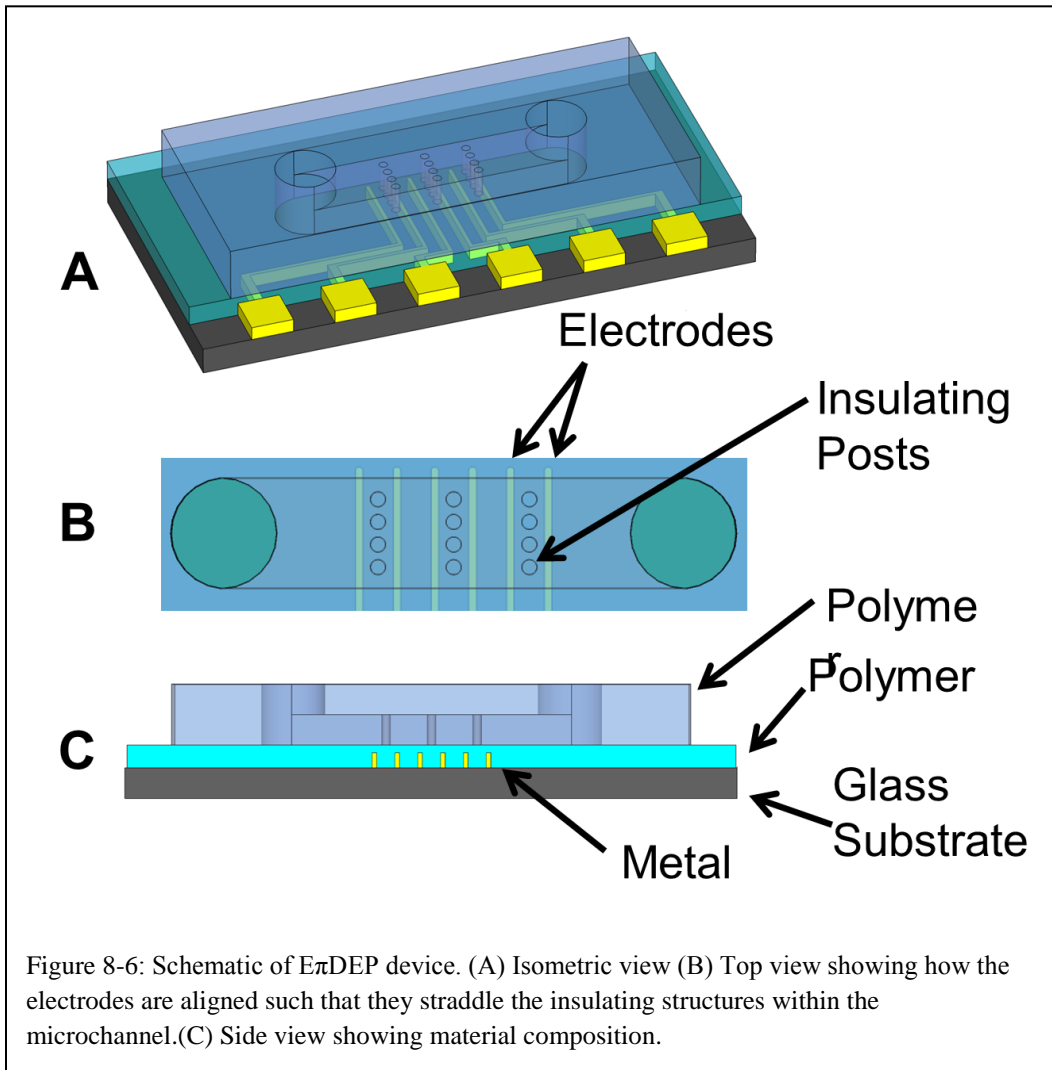 A
Electrodes
Insulating
Posts
B
Polyme
r
Polymer
C
Glass
Substrate
Metal
Figure 8-6: Schematic of EπDEP device. (A) Isometric view (B) Top view showing how the
electrodes are aligned such that they straddle the insulating structures within the
microchannel.(C) Side view showing material composition.